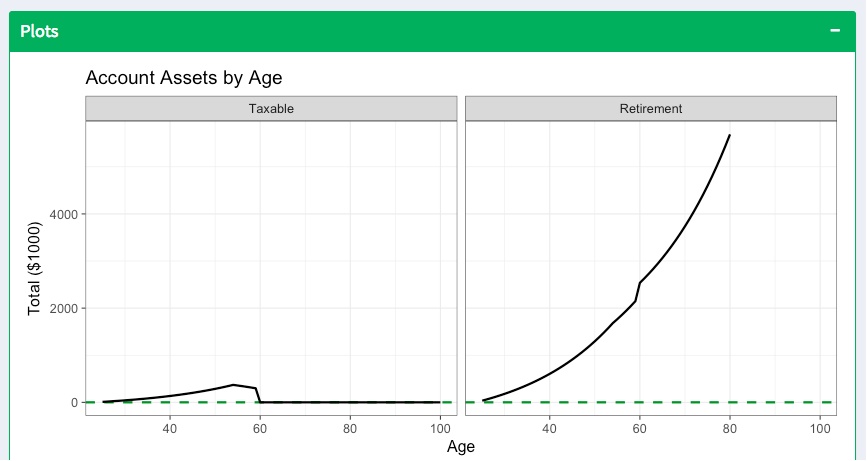 Plots
Account Assets by Age
Taxable Retirement
4000
2000
0
40 60 80 100 40 60 80 100
Age
Total ($1000)